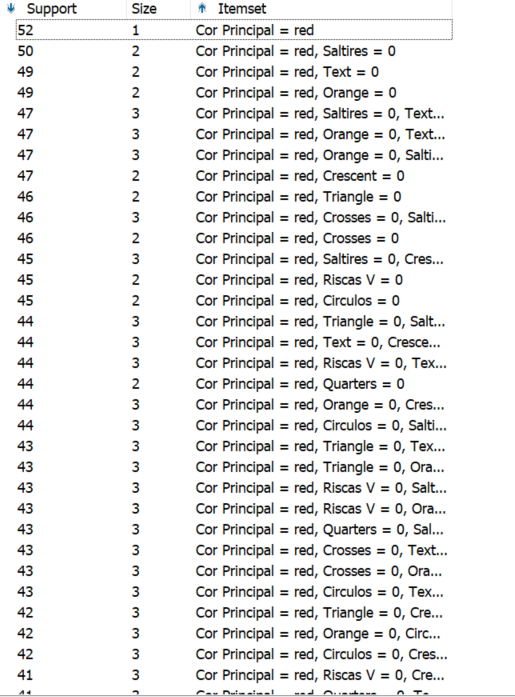 Support Size Itemset
52 1 Cor Principal = red
50 2 Cor Principal = red, Saltires = 0
49 2 Cor Principal = red, Text = 0
49 2 Cor Principal = red, Orange = 0
47 3 Cor Principal = red, Saltires = 0, Text...
47 3 Cor Principal = red, Orange = 0, Text...
47 3 Cor Principal = red, Orange = 0, Salti...
47 2 Cor Principal = red, Crescent = 0
46 2 Cor Principal = red, Triangle = 0
46 3 Cor Principal = red, Crosses = 0, Salti...
46 2 Cor Principal = red, Crosses = 0
45 3 Cor Principal = red, Saltires = 0, Cres...
45 2 Cor Principal = red, Riscas V = 0
45 2 Cor Principal = red, Circulos = 0
44 3 Cor Principal = red, Triangle = 0, Salt...
44 3 Cor Principal = red, Text = 0, Cresce...
44 3 Cor Principal = red, Riscas V = 0, Tex...
44 2 Cor Principal = red, Quarters = 0
44 3 Cor Principal = red, Orange = 0, Cres...
44 3 Cor Principal = red, Circulos = 0, Salti...
43 3 Cor Principal = red, Triangle = 0, Tex...
43 3 Cor Principal = red, Triangle = 0, Ora...
43 3 Cor Principal = red, Riscas V = 0, Salt...
43 3 Cor Principal = red, Riscas V = 0, Ora...
43 3 Cor Principal = red, Quarters = 0, Sal...
43 3 Cor Principal = red, Crosses = 0, Text...
43 3 Cor Principal = red, Crosses = 0, Ora...
43 3 Cor Principal = red, Circulos = 0, Tex...
42 3 Cor Principal = red, Triangle = 0, Cre...
42 3 Cor Principal = red, Orange = 0, Circ...
42 3 Cor Principal = red, Circulos = 0, Cres...
41 3 Cor Principal = red, Riscas V = 0, Cre...